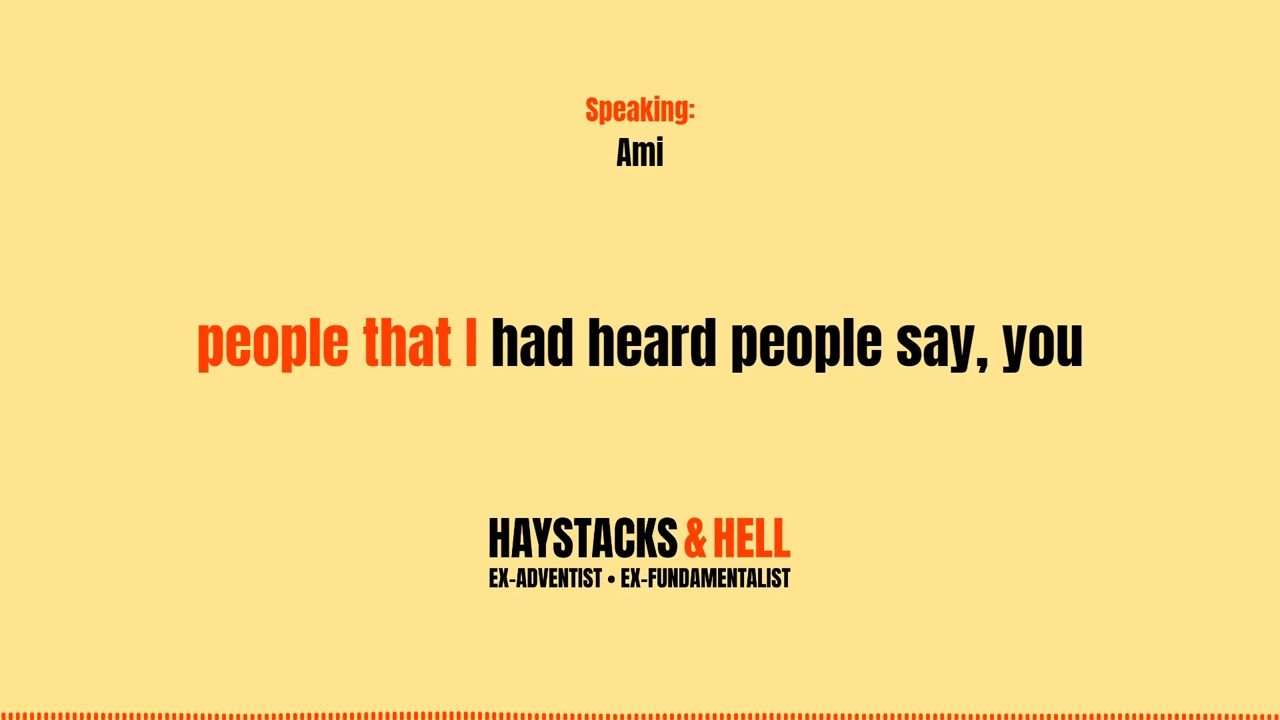 Speaking:
Ami
people that I had heard people say, you
HAYSTACKS & HELL
EX-ADVENTIST • EX-FUNDAMENTALIST